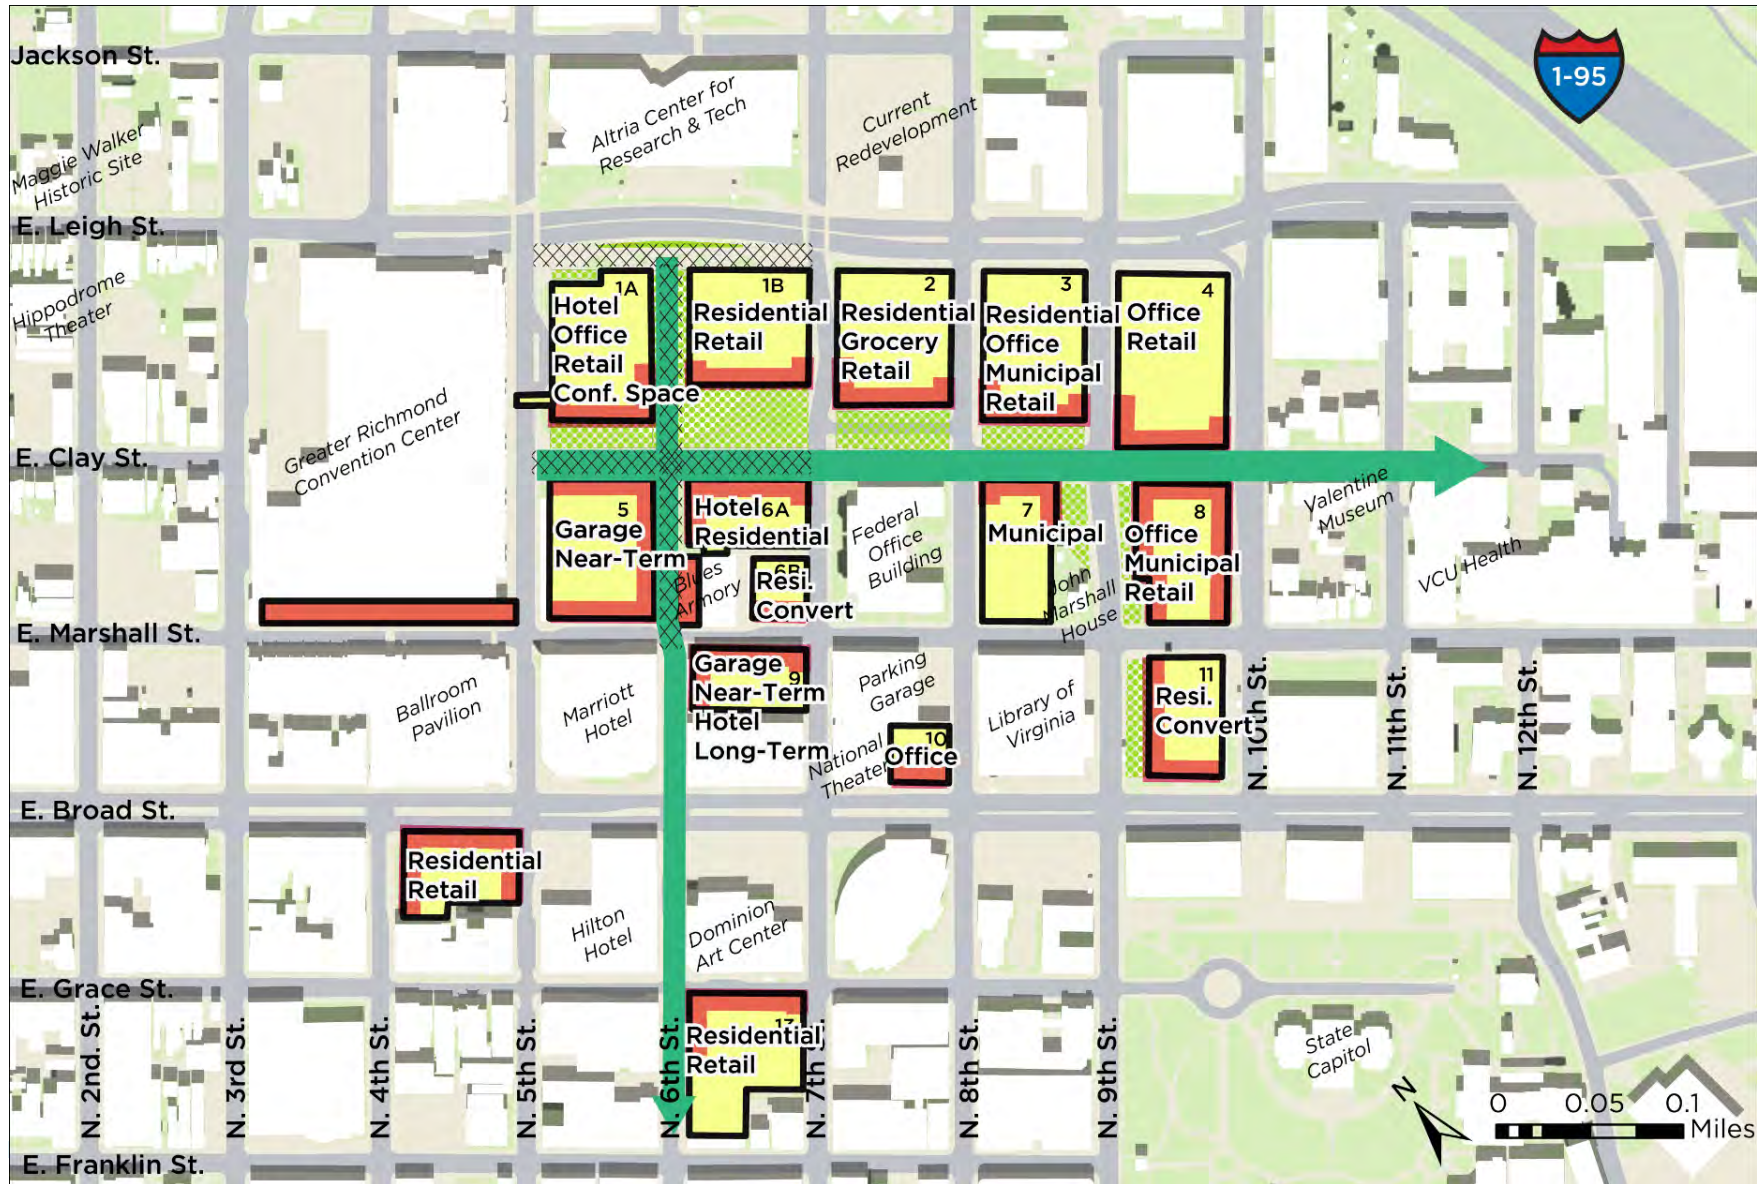 Jackson St.
1-95
Altria Center for
Research & Tech
Current
Redevelopment
Maggie Walker
Historic Site
E. Leigh St.
Hippodrome
Theater
1A
Hotel
Office
Retail
Conf. Space
1B
Residential
Retail
2
Residential
Grocery
Retail
3
Residential
Office
Municipal
Retail
4
Office
Retail
Greater Richmond
Convention Center
E. Clay St.
5
Garage
Near-Term
Hotel 6A
Residential
Blues
Armory
6B
Resi.
Convert
Federal
Office
Building
7
Municipal
John
Marshall
House
8
Office
Municipal
Retail
Valentine
Museum
VCU Health
E. Marshall St.
Ballroom
Pavilion
Marriott
Hotel
Garage
9
Near-Term
Hotel
Long-Term
Parking
Garage
National
Theater
10
Office
Library of
Virginia
11
Resi.
Convert
N. 10th St.
N. 11th St.
N. 12th St.
E. Broad St.
Residential
Retail
Hilton
Hotel
Dominion
Art Center
E. Grace St.
Residential
Retail
State
Capitol
N. 2nd. St.
N. 3rd St.
N. 4th St.
N. 5th St.
N. 6th St.
N. 7th St.
N. 8th St.
N. 9th St.
N
0 0.05 0.1
Miles
E. Franklin St.